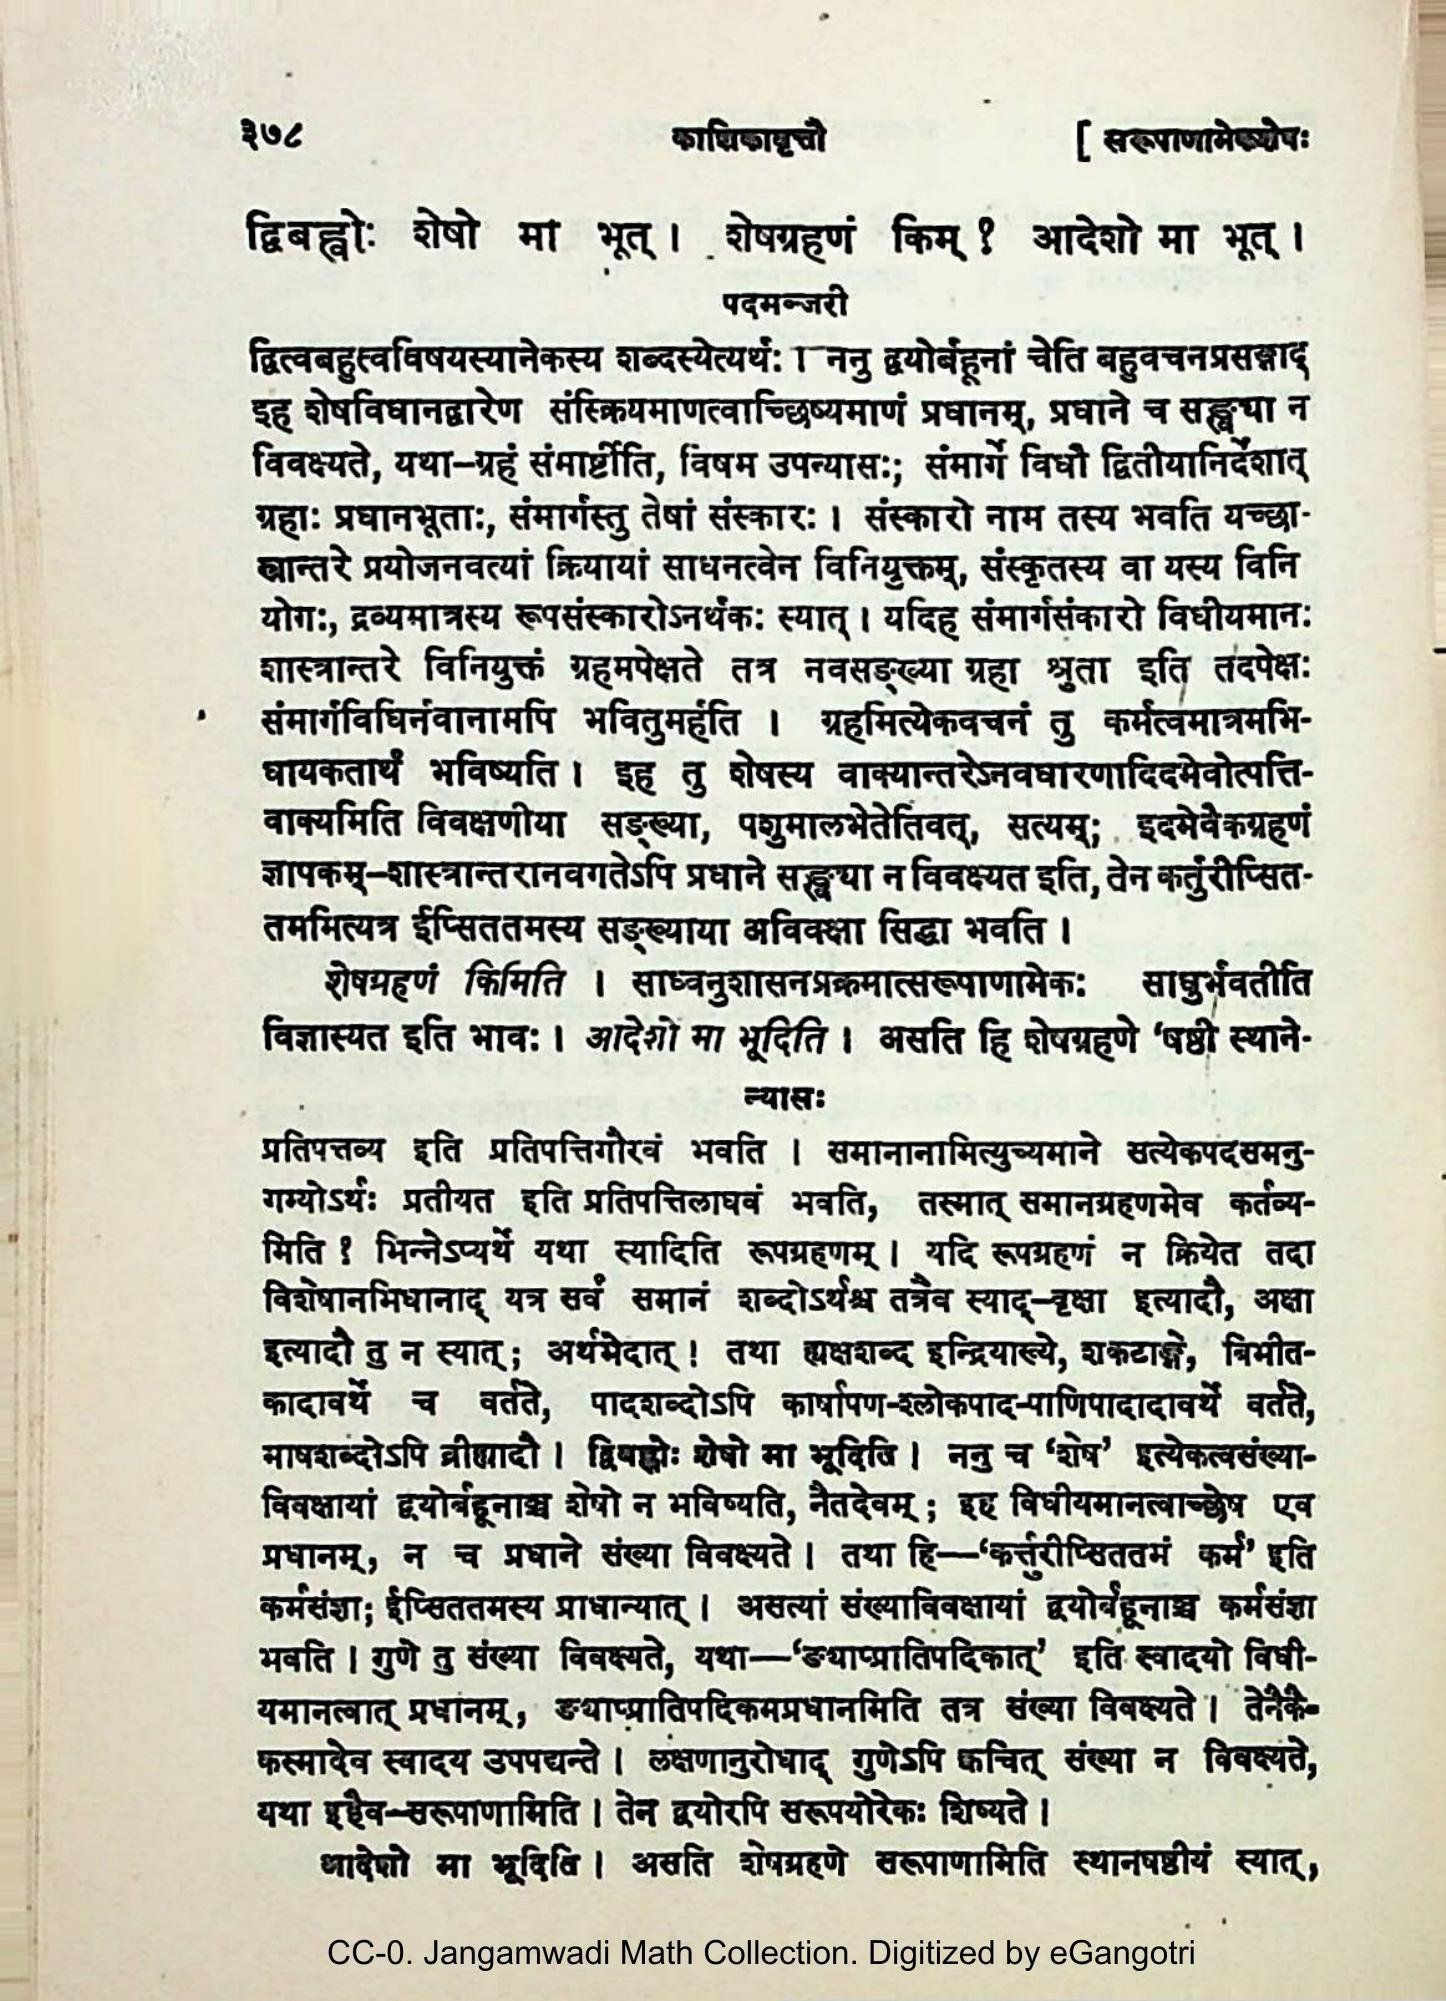 ३७८ काशिकावृत्तौ [ सरूपाणामेकशेषः
द्विबह्वोः शेषो मा भूत् । शेषग्रहणं किम् ? आदेशो मा भूत् ।
पदमञ्जरी
द्वित्वबहुत्वविषयस्यानेकस्य शब्दस्येत्यर्थः । ननु द्वयोर्बहूनां चेति बहुवचनप्रसङ्गाद्
इह शेषविधानद्वारेण संस्क्रियमाणत्वाच्छिष्यमाणं प्रधानम्, प्रधाने च सङ्ख्या न
विवक्ष्यते, यथा–ग्रहं संमार्ष्टीति, विषम उपन्यासः; संमार्गे विधौ द्वितीयानिर्देशात्
ग्रहाः प्रधानभूताः, संमार्गस्तु तेषां संस्कारः । संस्कारो नाम तस्य भवति यच्छा-
स्त्रान्तरे प्रयोजनवत्यां क्रियायां साधनत्वेन विनियुक्तम्, संस्कृतस्य वा यस्य विनि
योगः, द्रव्यमात्रस्य रूपसंस्कारोऽनर्थकः स्यात् । यदिह संमार्गसंकारो विधीयमानः
शास्त्रान्तरे विनियुक्तं ग्रहमपेक्षते तत्र नवसङ्ख्या ग्रहा श्रुता इति तदपेक्षः
संमार्गविधिर्नवानामपि भवितुमर्हति । ग्रहमित्येकवचनं तु कर्मत्वमात्रमभि-
धायकतार्थं भविष्यति । इह तु शेषस्य वाक्यान्तरेऽनवधारणादिदमेवोत्पत्ति-
वाक्यमिति विवक्षणीया सङ्ख्या, पशुमालभेतेतिवत्, सत्यम्; इदमेवैकग्रहणं
ज्ञापकम्–शास्त्रान्तरानवगतेऽपि प्रधाने सङ्ख्या न विवक्ष्यत इति, तेन कर्तुरीप्सित-
तममित्यत्र ईप्सिततमस्य सङ्ख्याया अविवक्षा सिद्धा भवति ।
शेषग्रहणं किमिति । साध्वनुशासनप्रक्रमात्सरूपाणामेकः साधुर्भवतीति
विज्ञास्यत इति भावः । आदेशो मा भूदिति । असति हि शेषग्रहणे ‘षष्ठी स्थाने-
न्यासः
प्रतिपत्तव्य इति प्रतिपत्तिगौरवं भवति । समानानामित्युच्यमाने सत्येकपदसमनु-
गम्योऽर्थः प्रतीयत इति प्रतिपत्तिलाघवं भवति, तस्मात् समानग्रहणमेव कर्तव्य-
मिति ? भिन्नेऽप्यर्थे यथा स्यादिति रूपग्रहणम् । यदि रूपग्रहणं न क्रियेत तदा
विशेषानभिधानाद् यत्र सर्वं समानं शब्दोऽर्थश्च तत्रैव स्याद्–वृक्षा इत्यादौ, अक्षा
इत्यादौ तु न स्यात्; अर्थभेदात् ! तथा ह्यक्षशब्द इन्द्रियाख्ये, शकटाङ्गे, विभीत-
कादावर्थे च वर्तते, पादशब्दोऽपि कार्षापण-श्लोकपाद-पाणिपादादावर्थे वर्तते,
माषशब्दोऽपि व्रीह्यादौ । द्विबह्वोः शेषो मा भूदिति । ननु च ‘शेष’ इत्येकत्वसंख्या-
विवक्षायां द्वयोर्बहूनाञ्च शेषो न भविष्यति, नैतदेवम् ; इह विधीयमानत्वाच्छेष एव
प्रधानम्, न च प्रधाने संख्या विवक्ष्यते । तथा हि—‘कर्त्तुरीप्सिततमं कर्म’ इति
कर्मसंज्ञा; ईप्सिततमस्य प्राधान्यात् । असत्यां संख्याविवक्षायां द्वयोर्बहूनाञ्च कर्मसंज्ञा
भवति । गुणे तु संख्या विवक्ष्यते, यथा—‘ङ्याप्प्रातिपदिकात्’ इति स्वादयो विधी-
यमानत्वात् प्रधानम्, ङ्याप्प्रातिपदिकमप्रधानमिति तत्र संख्या विवक्ष्यते । तेनैकै-
कस्मादेव स्वादय उपपद्यन्ते । लक्षणानुरोधाद् गुणेऽपि क्वचित् संख्या न विवक्ष्यते,
यथा इहैव–सरूपाणामिति । तेन द्वयोरपि सरूपयोरेकः शिष्यते ।
आदेशो मा भूदिति । असति शेषग्रहणे सरूपाणामिति स्थानषष्ठीयं स्यात्,
CC-0. Jangamwadi Math Collection. Digitized by eGangotri